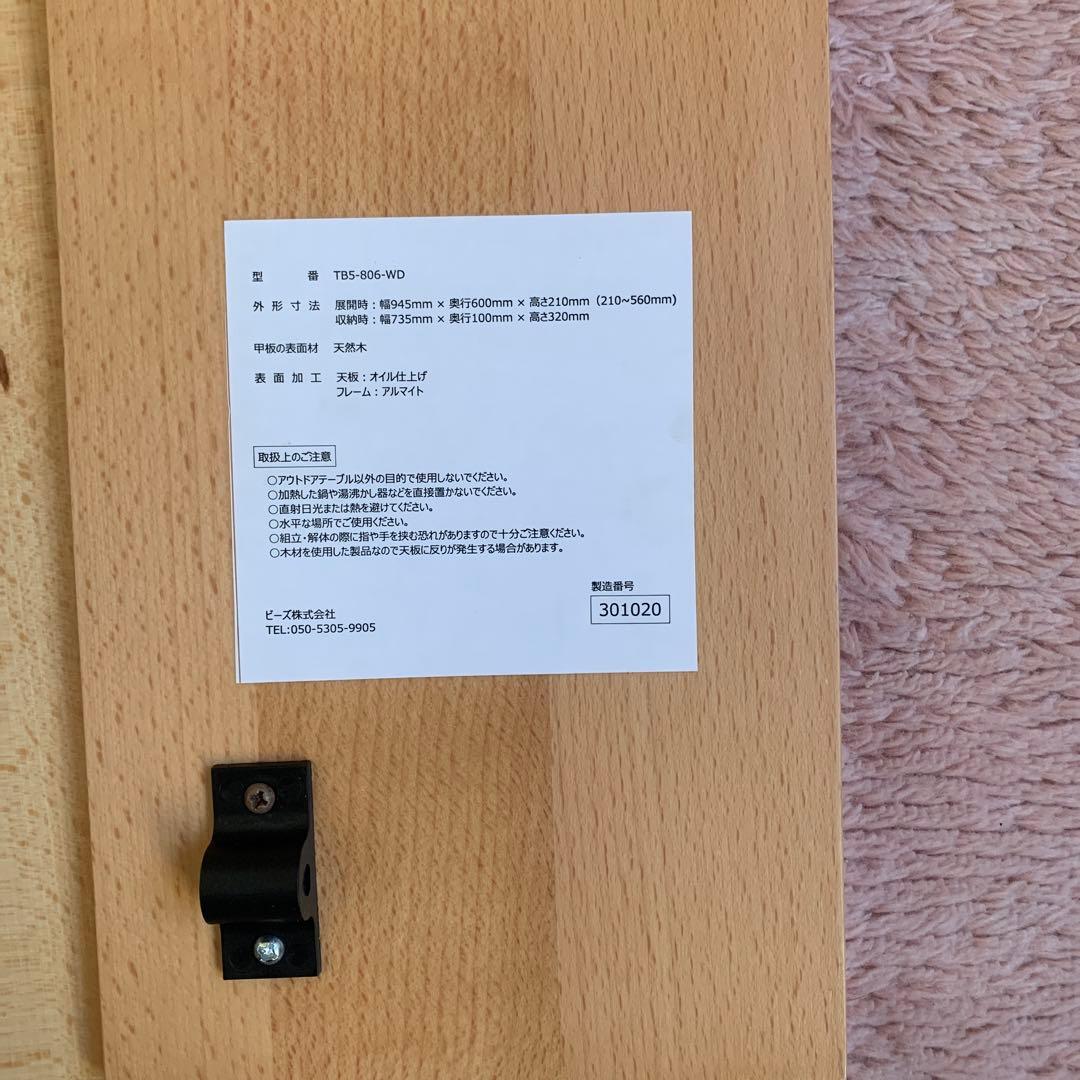 型番 TB5-806-WD
外形寸法 展開時：幅945mm × 奥行600mm × 高さ210mm（210~560mm)
収納時：幅735mm × 奥行100mm × 高さ320mm
甲板の表面材 天然木
表面加工 天板：オイル仕上げ
フレーム：アルマイト
取扱上のご注意
○アウトドアテーブル以外の目的で使用しないでください。
○加熱した鍋や湯沸かし器などを直接置かないでください。
○直射日光または熱を避けてください。
○水平な場所でご使用ください。
○組立・解体の際に指や手を挟む恐れがありますので十分ご注意ください。
○木材を使用した製品なので天板に反りが発生する場合があります。
製造番号
301020
ビーズ株式会社
TEL:050-5305-9905